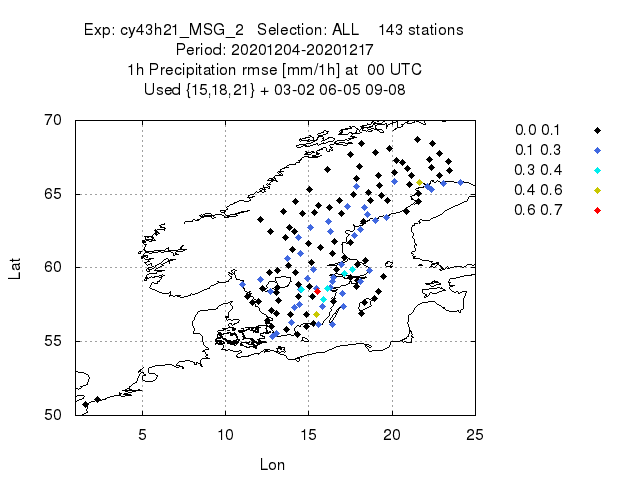 Exp: cy43h21_MSG_2 Selection: ALL 143 stations
Period: 20201204-20201217
1h Precipitation rmse [mm/1h] at 00 UTC
Used {15,18,21} + 03-02 06-05 09-08
70
65
60
55
50
Lat
5
10
15
20
25
Lon
0.0 0.1
0.1 0.3
0.3 0.4
0.4 0.6
0.6 0.7